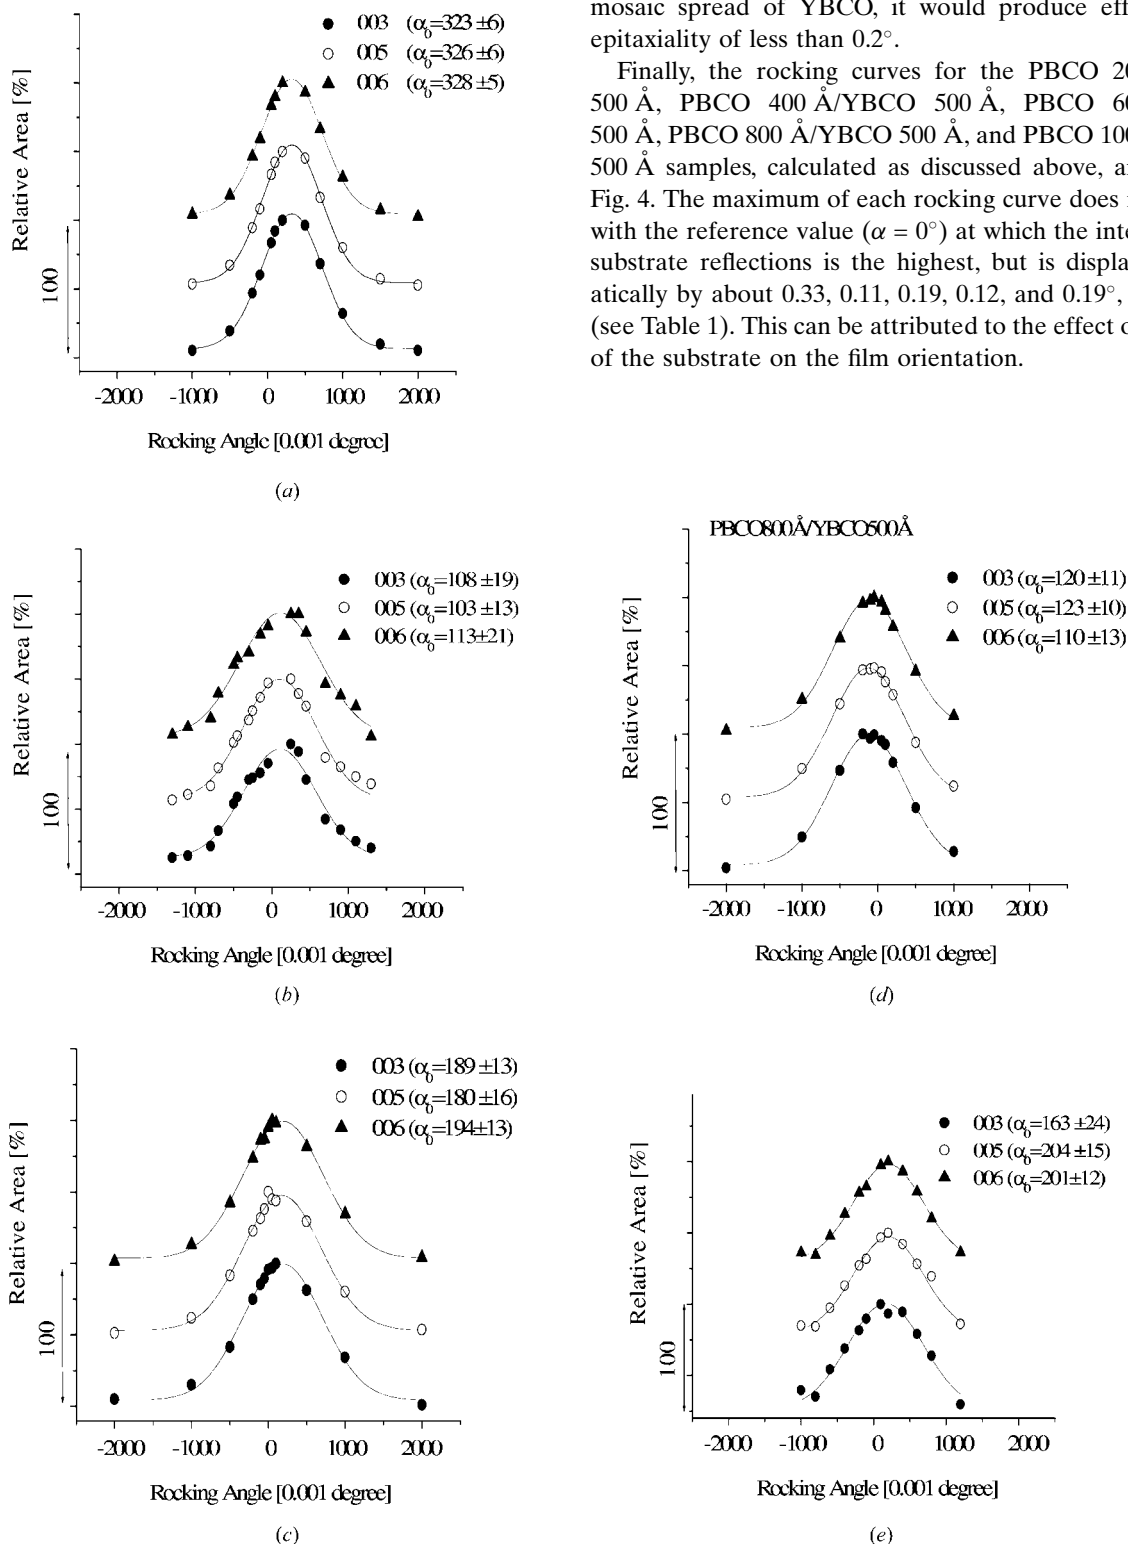 003 (α0=323±6)
005 (α0=326±6)
006 (α0=328±5)
Relative Area [%]
100
-2000 -1000 0 1000 2000
Rocking Angle [0.001 degree]
(a)
mosaic spread of YBCO, it would produce eff
epitaxiality of less than 0.2°.
Finally, the rocking curves for the PBCO 20
500 Å, PBCO 400 Å/YBCO 500 Å, PBCO 60
500 Å, PBCO 800 Å/YBCO 500 Å, and PBCO 100
500 Å samples, calculated as discussed above, a
Fig. 4. The maximum of each rocking curve does
with the reference value (α = 0°) at which the inte
substrate reflections is the highest, but is displa
atically by about 0.33, 0.11, 0.19, 0.12, and 0.19°,
(see Table 1). This can be attributed to the effect o
of the substrate on the film orientation.
003 (α0=108±19)
005 (α0=103±13)
006 (α0=113±21)
Relative Area [%]
100
-2000 -1000 0 1000 2000
Rocking Angle [0.001 degree]
(b)
PBCO800Å/YBCO500Å
003 (α0=120±11)
005 (α0=123±10)
006 (α0=110±13)
Relative Area [%]
100
-2000 -1000 0 1000 2000
Rocking Angle [0.001 degree]
(d)
003 (α0=189±13)
005 (α0=180±16)
006 (α0=194±13)
Relative Area [%]
100
-2000 -1000 0 1000 2000
Rocking Angle [0.001 degree]
(c)
003 (α0=163±24)
005 (α0=204±15)
006 (α0=201±12)
Relative Area [%]
100
-2000 -1000 0 1000 2000
Rocking Angle [0.001 degree]
(e)